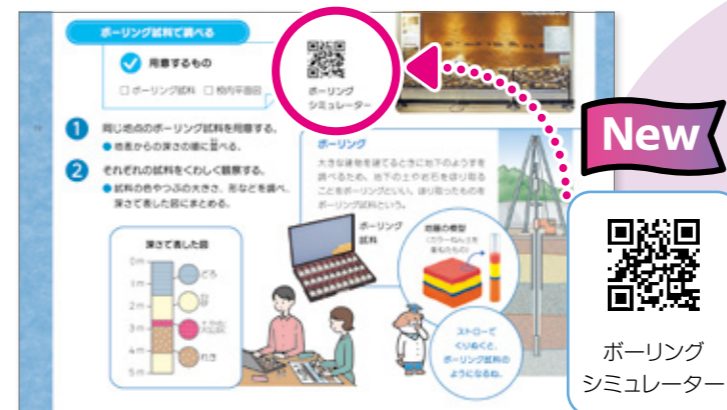 ボーリング試料で調べる
用意するもの
□ ボーリング試料 □ 校内平面図
ボーリング
シミュレーター
1 同じ地点のボーリング試料を用意する。
●地表からの深さの順に並べる。
2 それぞれの試料をくわしく観察する。
●試料の色やつぶの大きさ、形などを調べ、
深さで表した図にまとめる。
深さで表した図
0m
1m
2m
3m
4m
5m
どろ
すな
火山灰
れき
ボーリング
大きな建物を建てるときに地下のようすを
調べるため、地下の土や岩石をほり取る
ことをボーリングといい、ほり取ったものを
ボーリング試料という。
ボーリング
試料
地層の模型
ストローで
くりぬくと、
ボーリング試料の
ようになるね。
New
ボーリング
シミュレーター